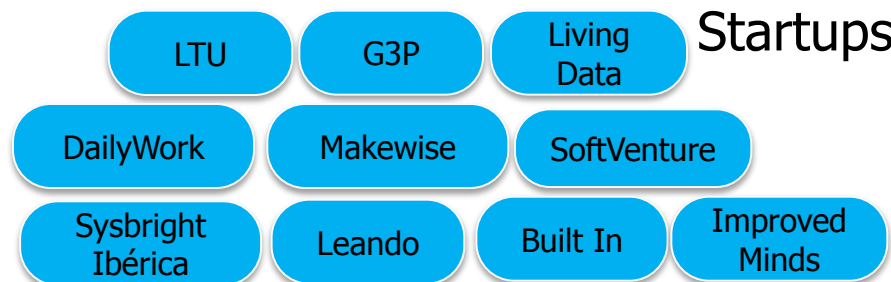 Startups
LTU
G3P
Living
Data
DailyWork
Makewise
SoftVenture
Sysbright
Ibérica
Leando
Built In
Improved
Minds